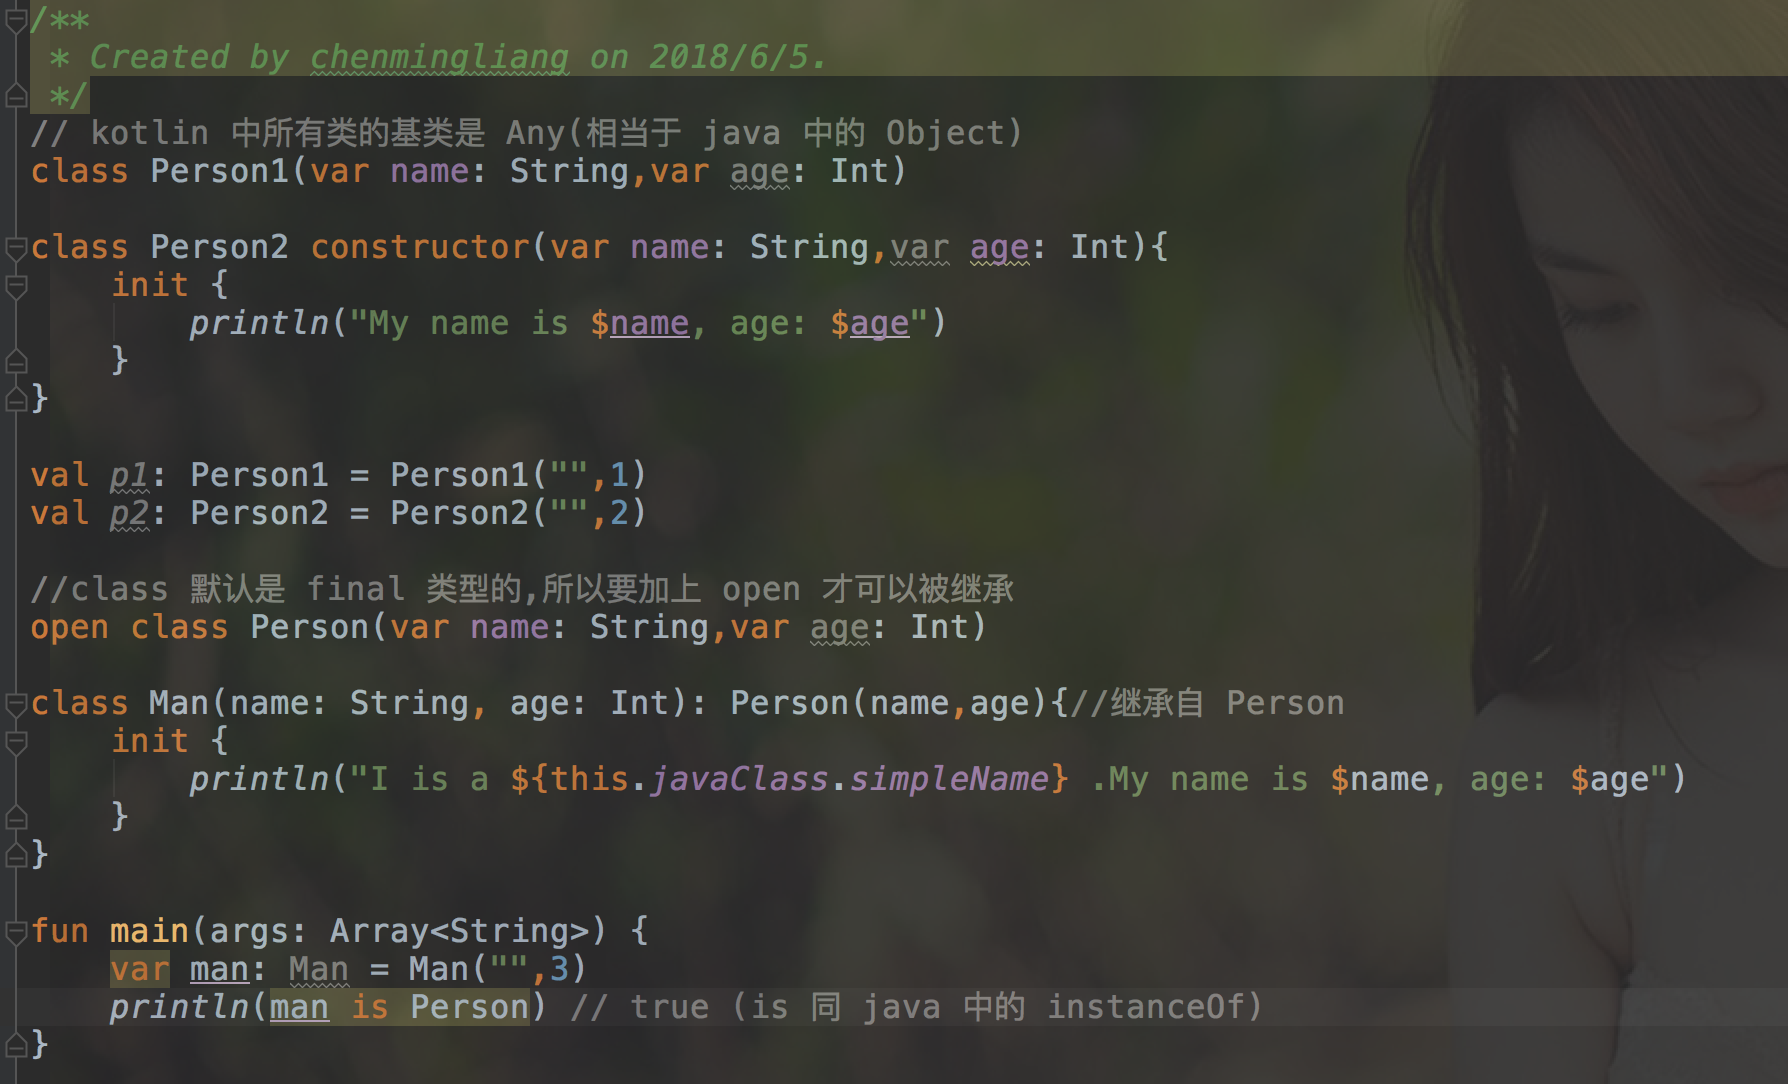 /**
 * Created by chenmingliang on 2018/6/5.
 */
// kotlin 中所有类的基类是 Any(相当于 java 中的 Object)
class Person1(var name: String,var age: Int)
class Person2 constructor(var name: String,var age: Int){
    init {
        println("My name is $name, age: $age")
    }
}
val p1: Person1 = Person1("",1)
val p2: Person2 = Person2("",2)
//class 默认是 final 类型的,所以要加上 open 才可以被继承
open class Person(var name: String,var age: Int)
class Man(name: String, age: Int): Person(name,age){//继承自 Person
    init {
        println("I is a ${this.javaClass.simpleName} .My name is $name, age: $age")
    }
}
fun main(args: Array<String>) {
    var man: Man = Man("",3)
    println(man is Person) // true (is 同 java 中的 instanceOf)
}